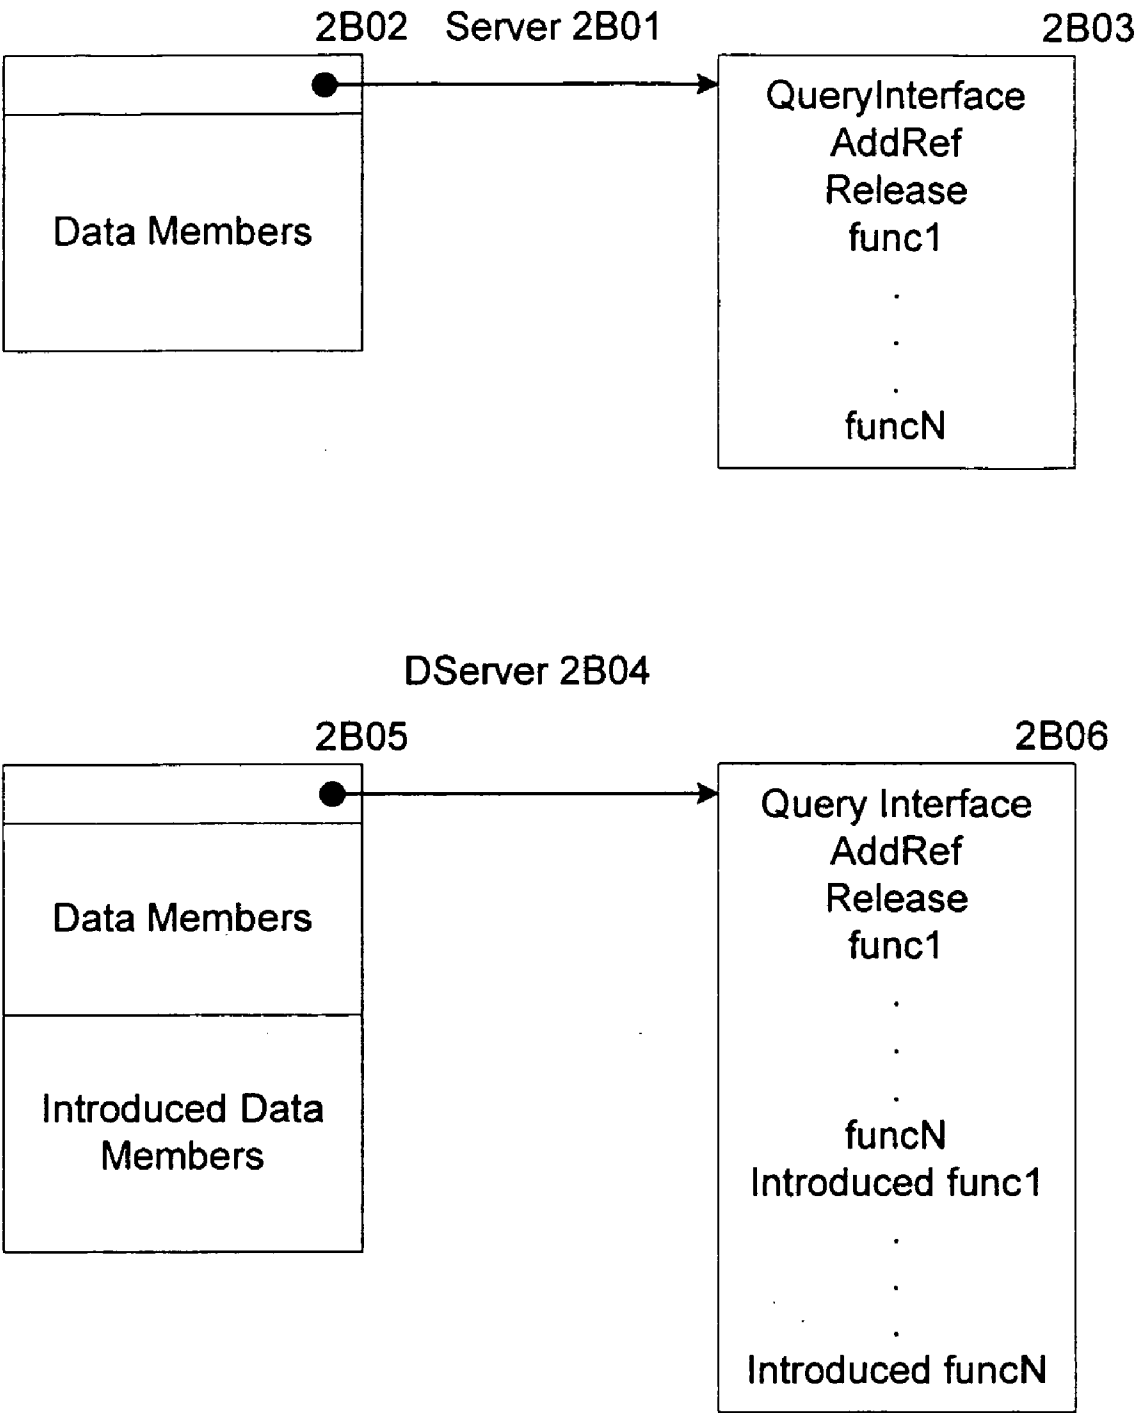 2B02 Server 2B01 2B03
QueryInterface
AddRef
Release
func1
.
.
.
funcN
Data Members
DServer 2B04
2B05 2B06
Query Interface
AddRef
Release
func1
.
.
.
funcN
Introduced func1
.
.
.
Introduced funcN
Data Members
Introduced Data
Members